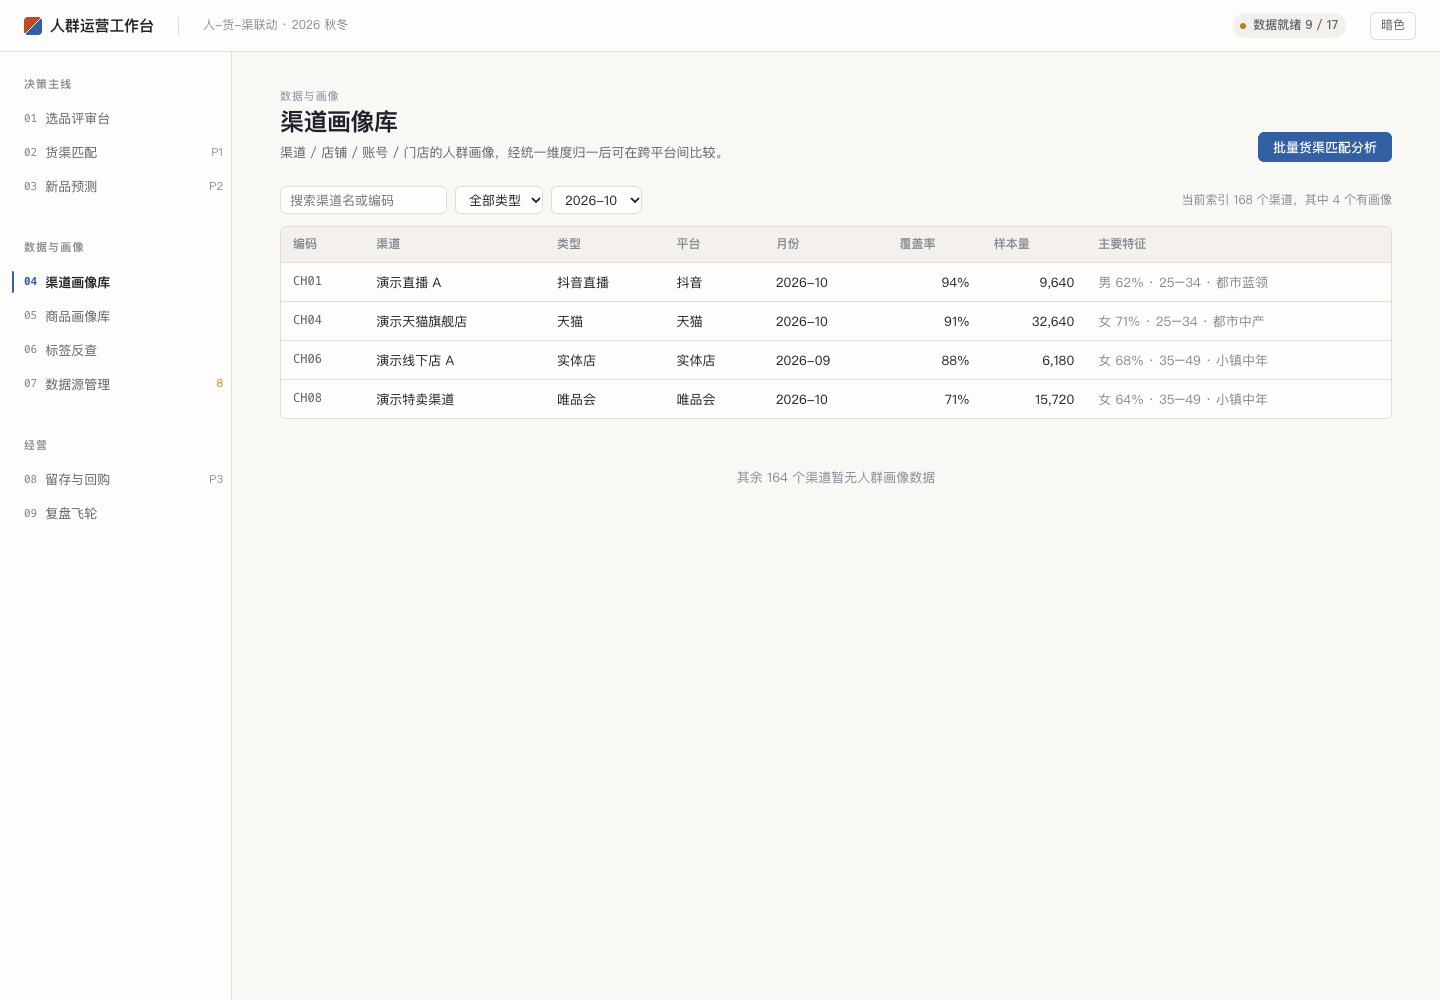 人群运营工作台
人–货–渠联动 · 2026 秋冬
数据就绪 9 / 17
暗色
决策主线
01 选品评审台
02 货渠匹配 P1
03 新品预测 P2
数据与画像
04 渠道画像库
05 商品画像库
06 标签反查
07 数据源管理 8
经营
08 留存与回购 P3
09 复盘飞轮
数据与画像
渠道画像库
渠道 / 店铺 / 账号 / 门店的人群画像，经统一维度归一后可在跨平台间比较。
批量货渠匹配分析
搜索渠道名或编码 全部类型 2026-10
当前索引 168 个渠道，其中 4 个有画像
编码 渠道 类型 平台 月份 覆盖率 样本量 主要特征
CH01 演示直播 A 抖音直播 抖音 2026-10 94% 9,640 男 62% · 25—34 · 都市蓝领
CH04 演示天猫旗舰店 天猫 天猫 2026-10 91% 32,640 女 71% · 25—34 · 都市中产
CH06 演示线下店 A 实体店 实体店 2026-09 88% 6,180 女 68% · 35—49 · 小镇中年
CH08 演示特卖渠道 唯品会 唯品会 2026-10 71% 15,720 女 64% · 35—49 · 小镇中年
其余 164 个渠道暂无人群画像数据